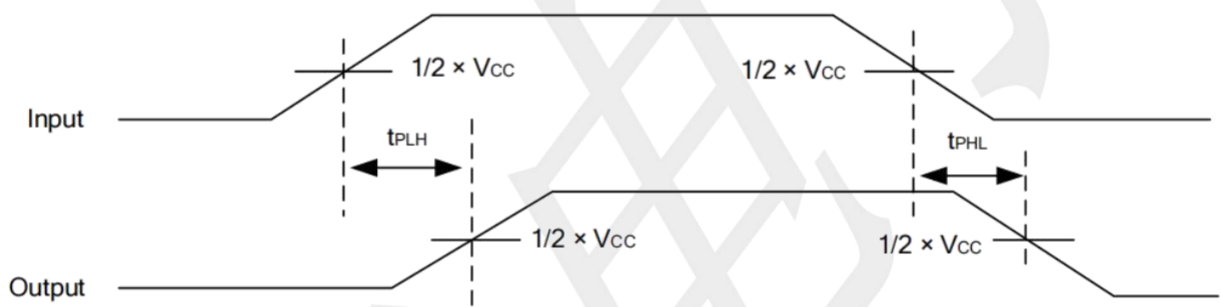 1/2 × VCC
1/2 × VCC
Input
tPLH
tPHL
1/2 × VCC
1/2 × VCC
Output